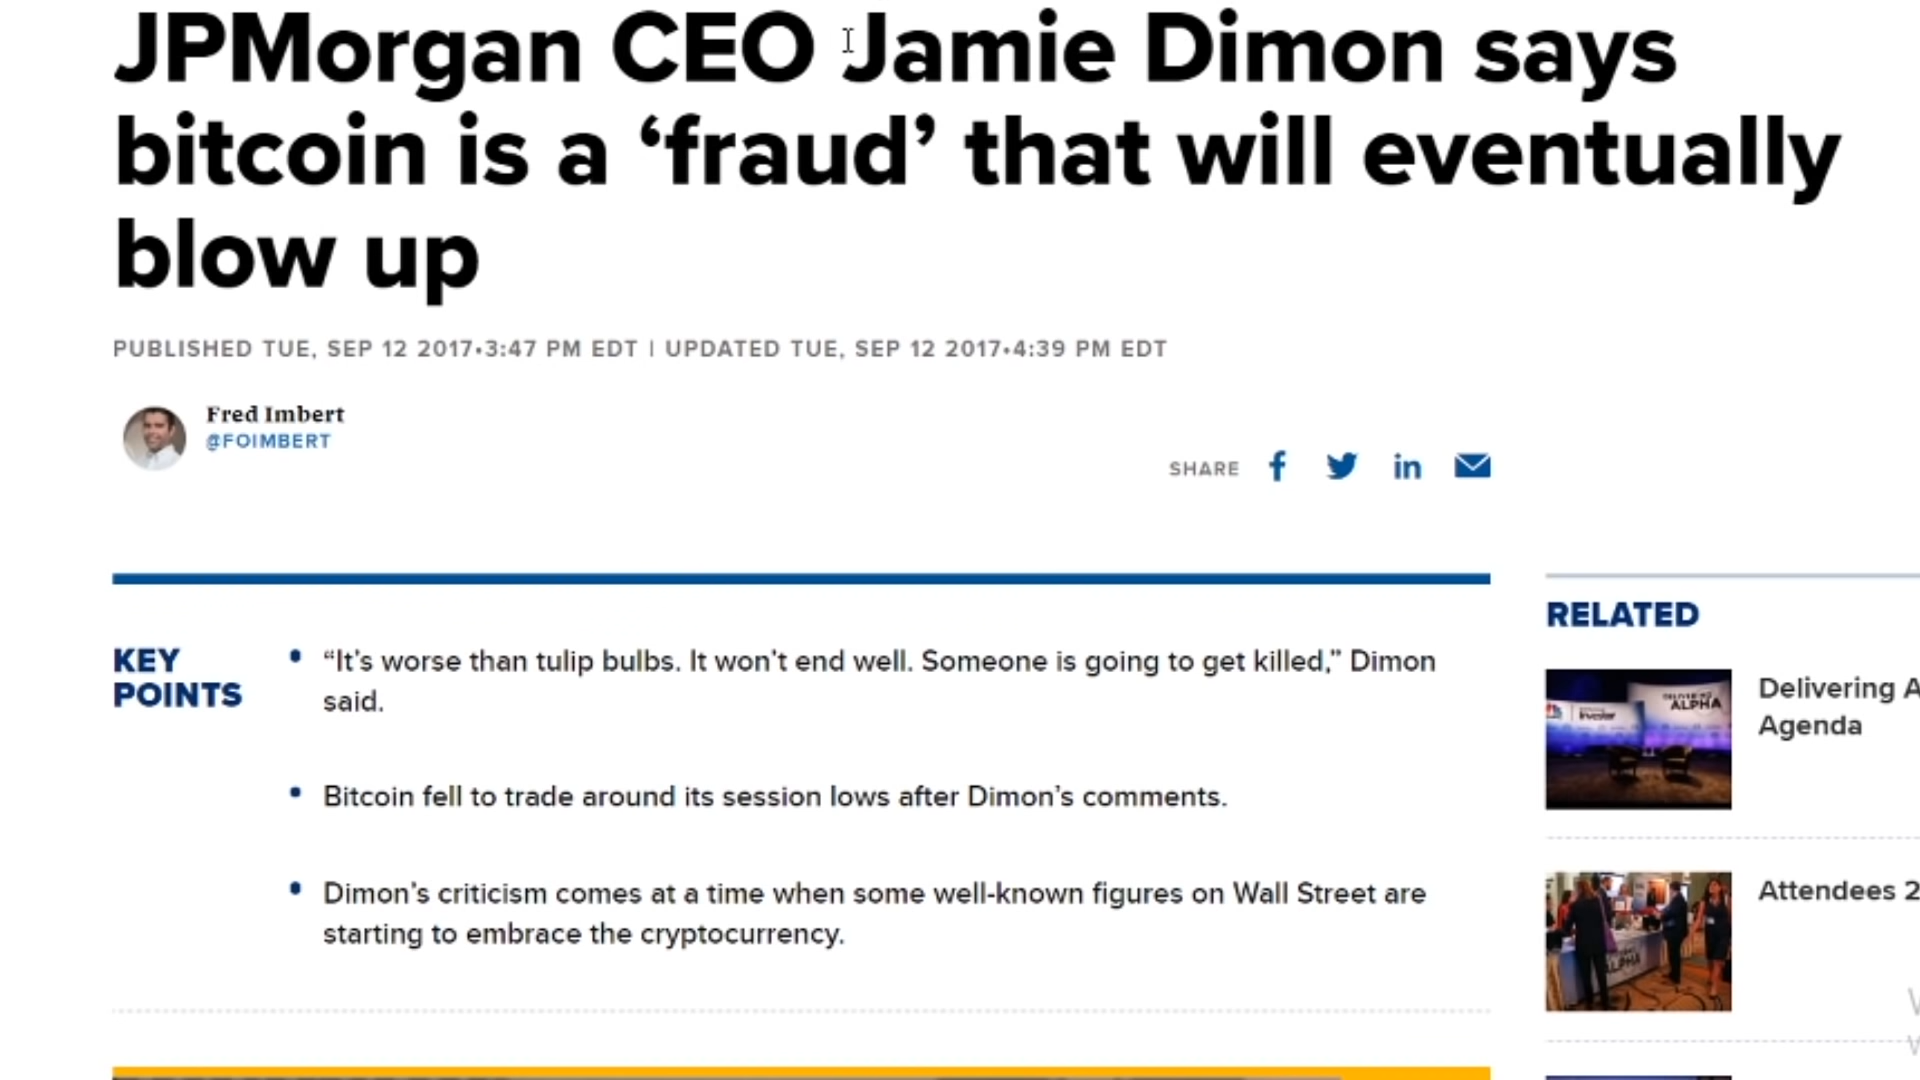 JPMorgan CEO Jamie Dimon says
bitcoin is a ‘fraud’ that will eventually
blow up
PUBLISHED TUE, SEP 12 2017•3:47 PM EDT | UPDATED TUE, SEP 12 2017•4:39 PM EDT
Fred Imbert
@FOIMBERT
SHARE
KEY
POINTS
“It’s worse than tulip bulbs. It won’t end well. Someone is going to get killed,” Dimon
said.
Bitcoin fell to trade around its session lows after Dimon’s comments.
Dimon’s criticism comes at a time when some well-known figures on Wall Street are
starting to embrace the cryptocurrency.
RELATED
DELIVERING
ALPHA
Delivering A
Agenda
Attendees 2
ALPHA